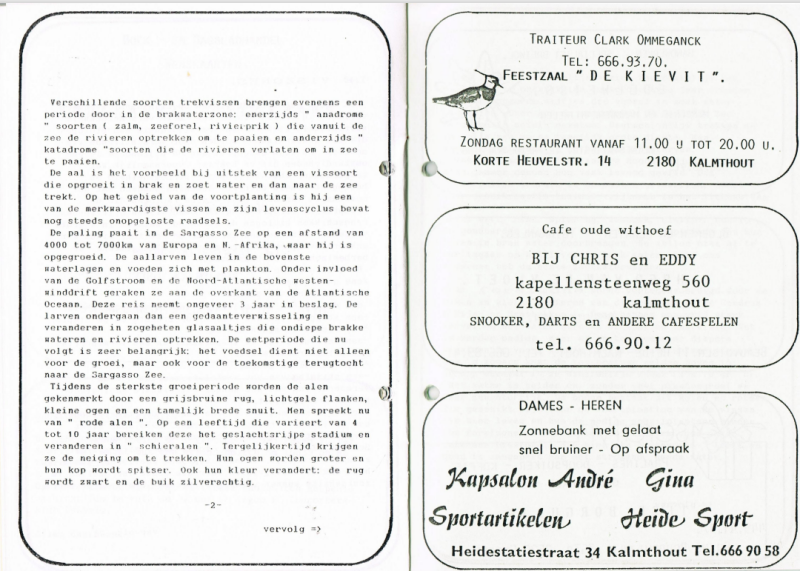 Verschillende soorten trekvissen brengen eveneens een
periode door in de brakwaterzone: enerzijds " anadrome
" soorten ( zalm, zeeforel, rivierprik ) die vanuit de
zee de rivieren optrekken om te paaien en anderzijds "
katadrome "soorten die de rivieren verlaten om in zee
te paaien.
De aal is het voorbeeld bij uitstek van een vissoort
die opgroeit in brak en zoet water en dan naar de zee
trekt. Op het gebied van de voortplanting is hij een
van de merkwaardigste vissen en zijn levenscyclus bevat
nog steeds onopgeloste raadsels.
De paling paait in de Sargasso Zee op een afstand van
4000 tot 7000km van Europa en N.-Afrika, waar hij is
opgegroeid. De aallarven leven in de bovenste
waterlagen en voeden zich met plankton. Onder invloed
van de Golfstroom en de Noord-Atlantische westen-
winddrift geraken ze aan de overkant van de Atlantische
Oceaan. Deze reis neemt ongeveer 3 jaar in beslag. De
larven ondergaan dan een gedaanteverwisseling en
veranderen in zogeheten glasaaltjes die ondiepe brakke
wateren en rivieren optrekken. De eetperiode die nu
volgt is zeer belangrijk: het voedsel dient niet alleen
voor de groei, maar ook voor de toekomstige terugtocht
naar de Sargasso Zee.
Tijdens de sterkste groeiperiode worden de alen
gekenmerkt door een grijsbruine rug, lichtgele flanken,
kleine ogen en een tamelijk brede snuit. Men spreekt nu
van " rode alen ". Op een leeftijd die varieert van 4
tot 10 jaar bereiken deze het geslachtsrijpe stadium en
veranderen in " schieralen ". Tergelijkertijd krijgen
ze de neiging om te trekken. Hun ogen worden groter en
hun kop wordt spitser. Ook hun kleur verandert: de rug
wordt zwart en de buik zilverachtig.
-2-
vervolg =>
TRAITEUR CLARK OMMEGANCK
TEL: 666.93.70.
FEESTZAAL " DE KIEVIT ".
ZONDAG RESTAURANT VANAF 11.00 U TOT 20.00 U.
KORTE HEUVELSTR. 14 2180 KALMTHOUT
Cafe oude withoef
BIJ CHRIS en EDDY
kapellensteenweg 560
2180 kalmthout
SNOOKER, DARTS en ANDERE CAFESPELEN
tel. 666.90.12
DAMES - HEREN
Zonnebank met gelaat
snel bruiner - Op afspraak
Kapsalon André Gina
Sportartikelen Heide Sport
Heidestatiestraat 34 Kalmthout Tel.666 90 58